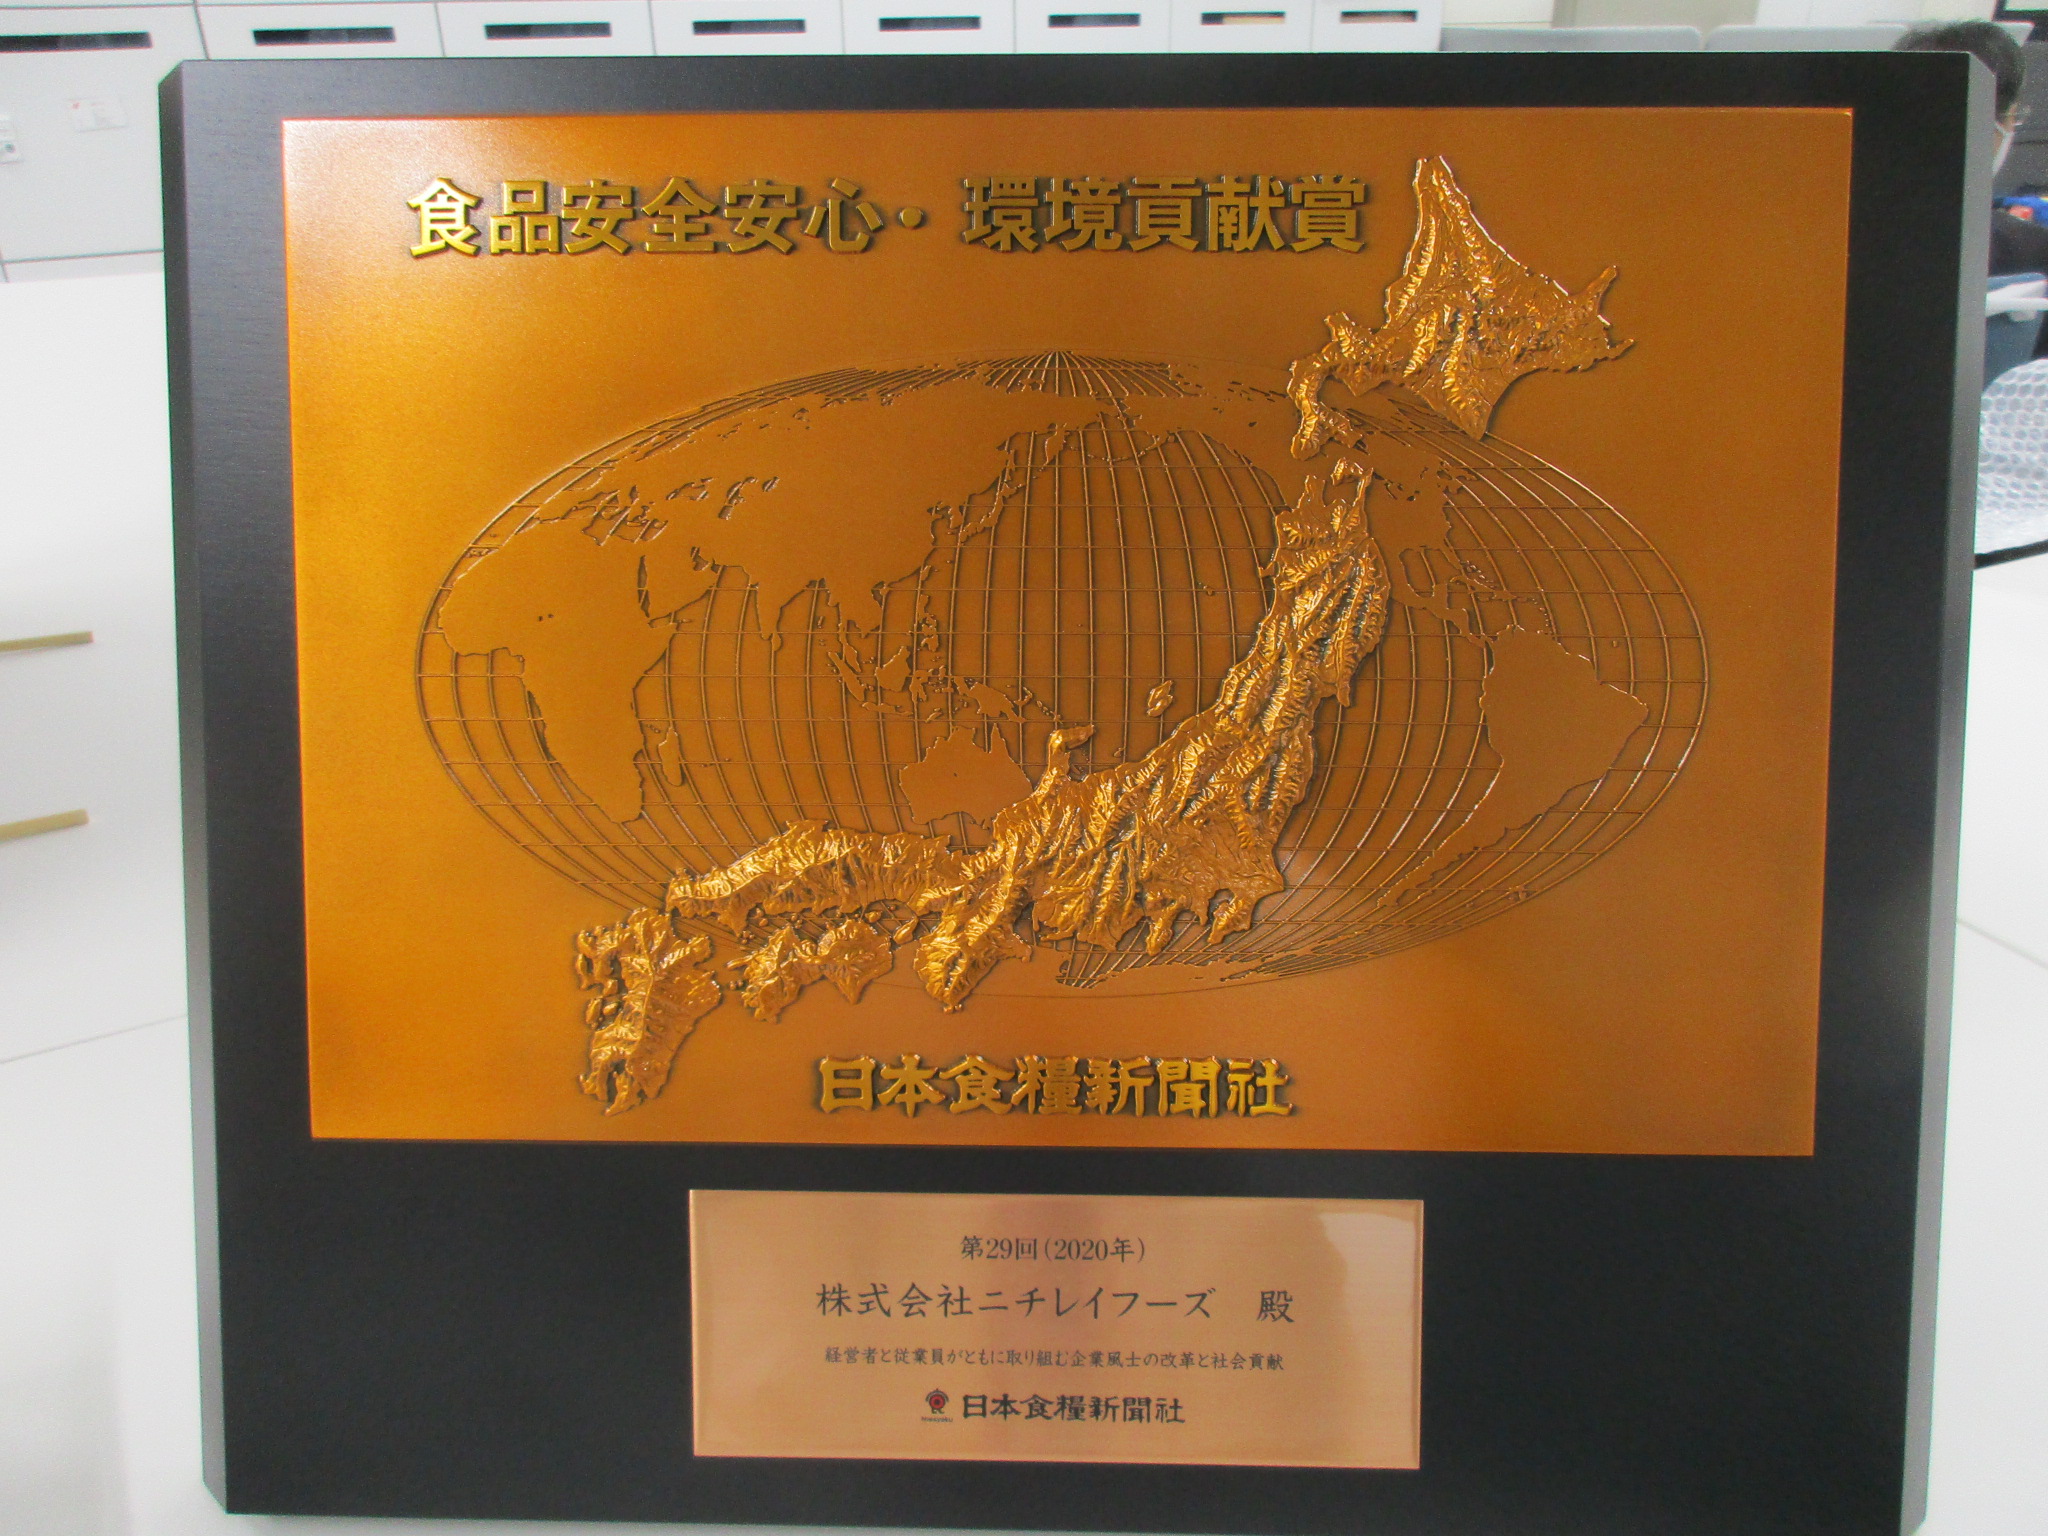 食品安全安心・環境貢献賞
日本食糧新聞社
第29回(2020年)
株式会社ニチレイフーズ　殿
経営者と従業員がともに取り組む企業風土の改革と社会貢献
日本食糧新聞社